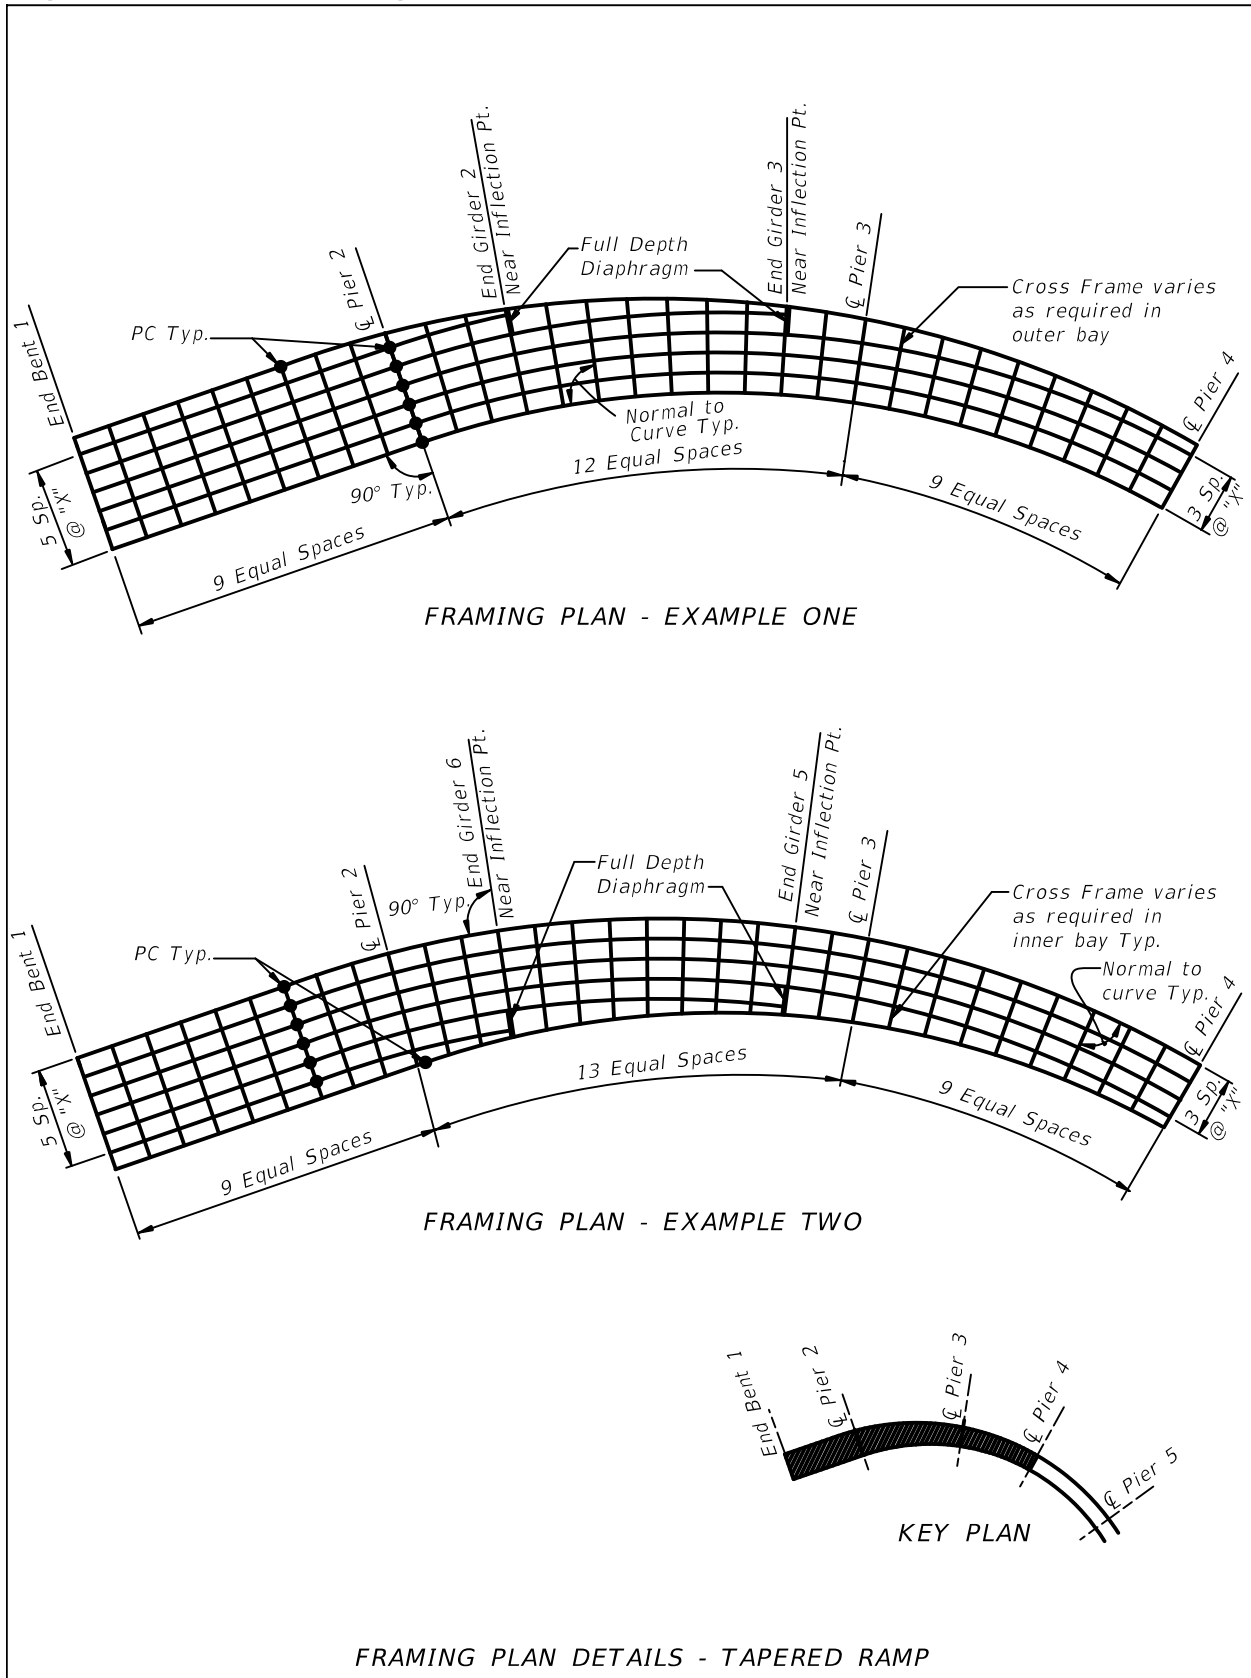 End Bent 1
PC Typ.
℄ Pier 2
End Girder 2
Near Inflection Pt.
Full Depth
Diaphragm
End Girder 3
Near Inflection Pt.
℄ Pier 3
Cross Frame varies
as required in
outer bay
℄ Pier 4
5 Sp.
@ "X"
90° Typ.
Normal to
Curve Typ.
9 Equal Spaces
12 Equal Spaces
9 Equal Spaces
3 Sp.
@ "X"
FRAMING PLAN - EXAMPLE ONE
End Bent 1
PC Typ.
℄ Pier 2
90° Typ.
End Girder 6
Near Inflection Pt.
Full Depth
Diaphragm
End Girder 5
Near Inflection Pt.
℄ Pier 3
Cross Frame varies
as required in
inner bay Typ.
Normal to
curve Typ.
℄ Pier 4
5 Sp.
@ "X"
9 Equal Spaces
13 Equal Spaces
9 Equal Spaces
3 Sp.
@ "X"
FRAMING PLAN - EXAMPLE TWO
End Bent 1
℄ Pier 2
℄ Pier 3
℄ Pier 4
℄ Pier 5
KEY PLAN
FRAMING PLAN DETAILS - TAPERED RAMP